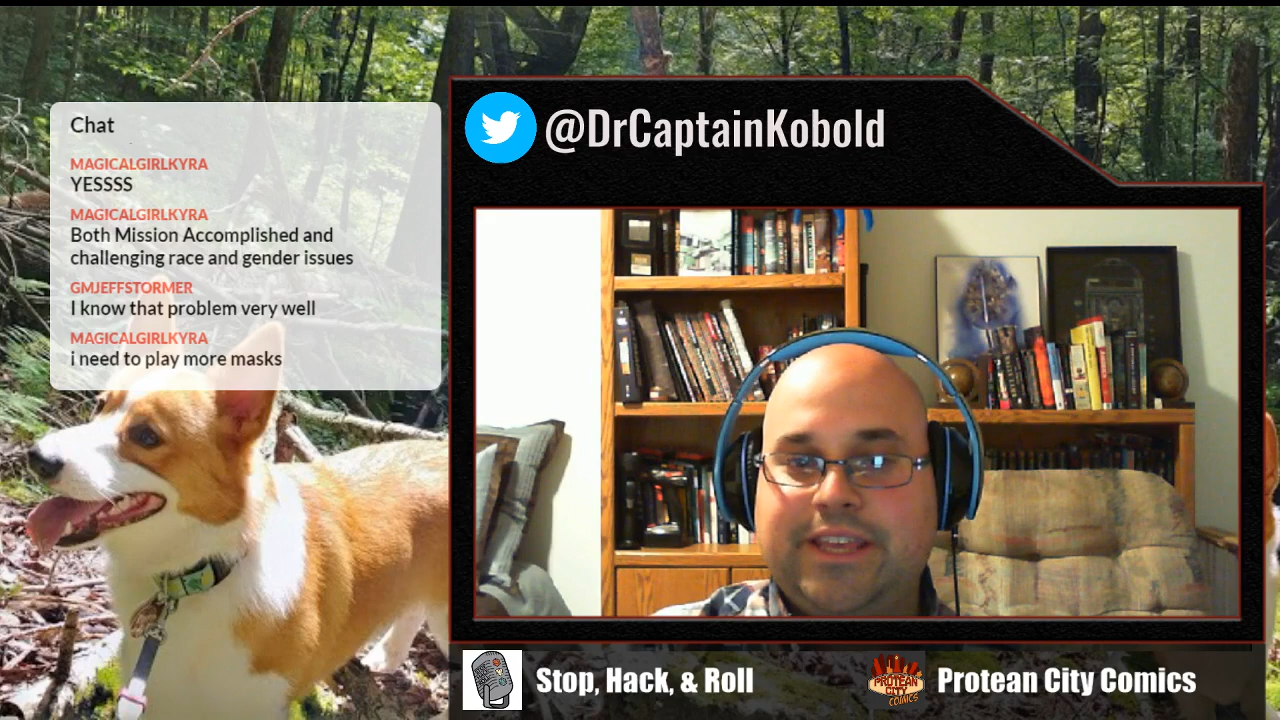 Chat
MAGICALGIRLKYRA
YESSSS
MAGICALGIRLKYRA
Both Mission Accomplished and
challenging race and gender issues
GMJEFFSTORMER
I know that problem very well
MAGICALGIRLKYRA
i need to play more masks
@DrCaptainKobold
Stop, Hack, & Roll
PROTEAN
CITY
COMICS
Protean City Comics